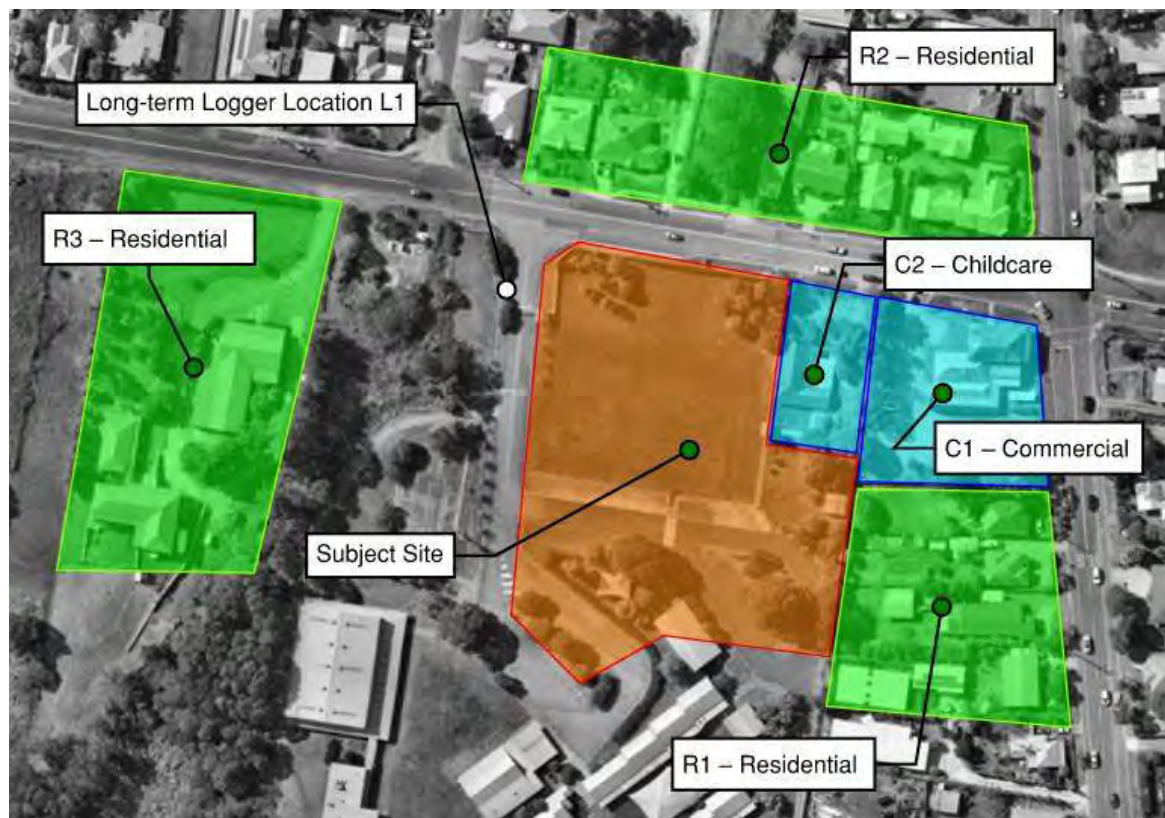 R2 – Residential
Long-term Logger Location L1
R3 – Residential
C2 – Childcare
C1 – Commercial
Subject Site
R1 – Residential